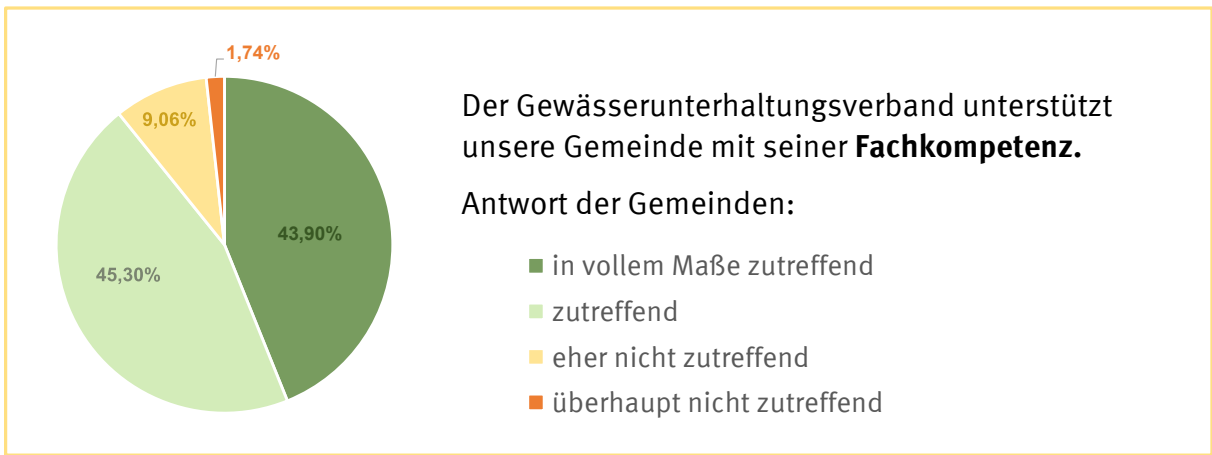 1,74%
9,06%
43,90%
45,30%
Der Gewässerunterhaltungsverband unterstützt
unsere Gemeinde mit seiner Fachkompetenz.
Antwort der Gemeinden:
in vollem Maße zutreffend
zutreffend
eher nicht zutreffend
überhaupt nicht zutreffend